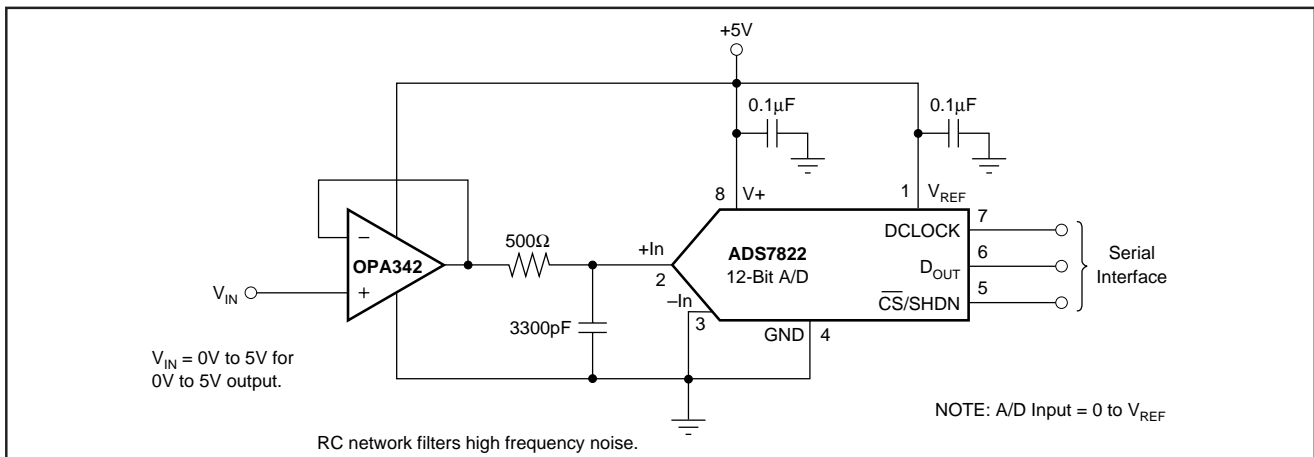 +5V
0.1μF
0.1μF
8 V+
1 VREF
DCLOCK 7
500Ω
+In
ADS7822
−
OPA342
2
12-Bit A/D
DOUT 6
Serial
Interface
VIN
+
−In
CS/SHDN 5
3
3300pF
GND 4
VIN = 0V to 5V for
0V to 5V output.
NOTE: A/D Input = 0 to VREF
RC network filters high frequency noise.